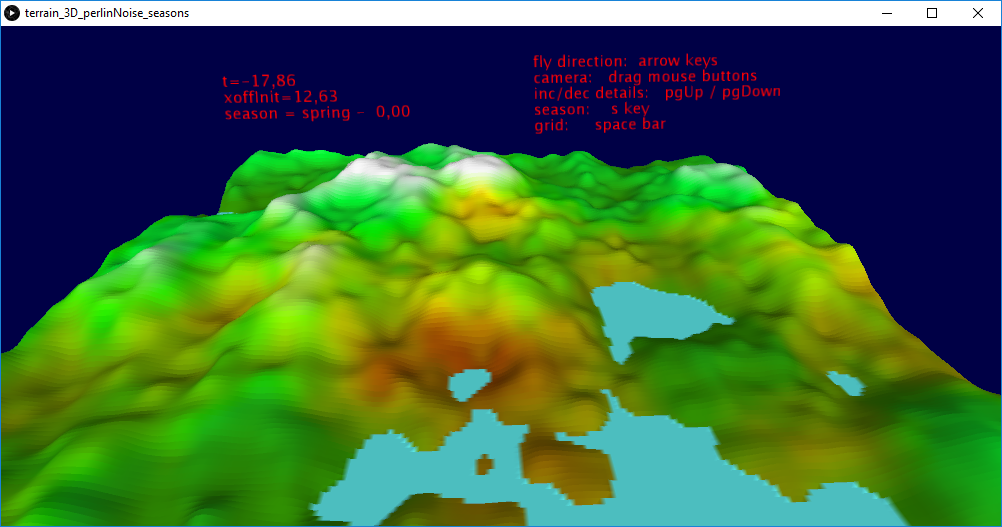 terrain_3D_perlinNoise_seasons
t=-17,86
xoffInit=12,63
season = spring - 0,00
fly direction: arrow keys
camera: drag mouse buttons
inc/dec details: pgUp / pgDown
season: s key
grid: space bar